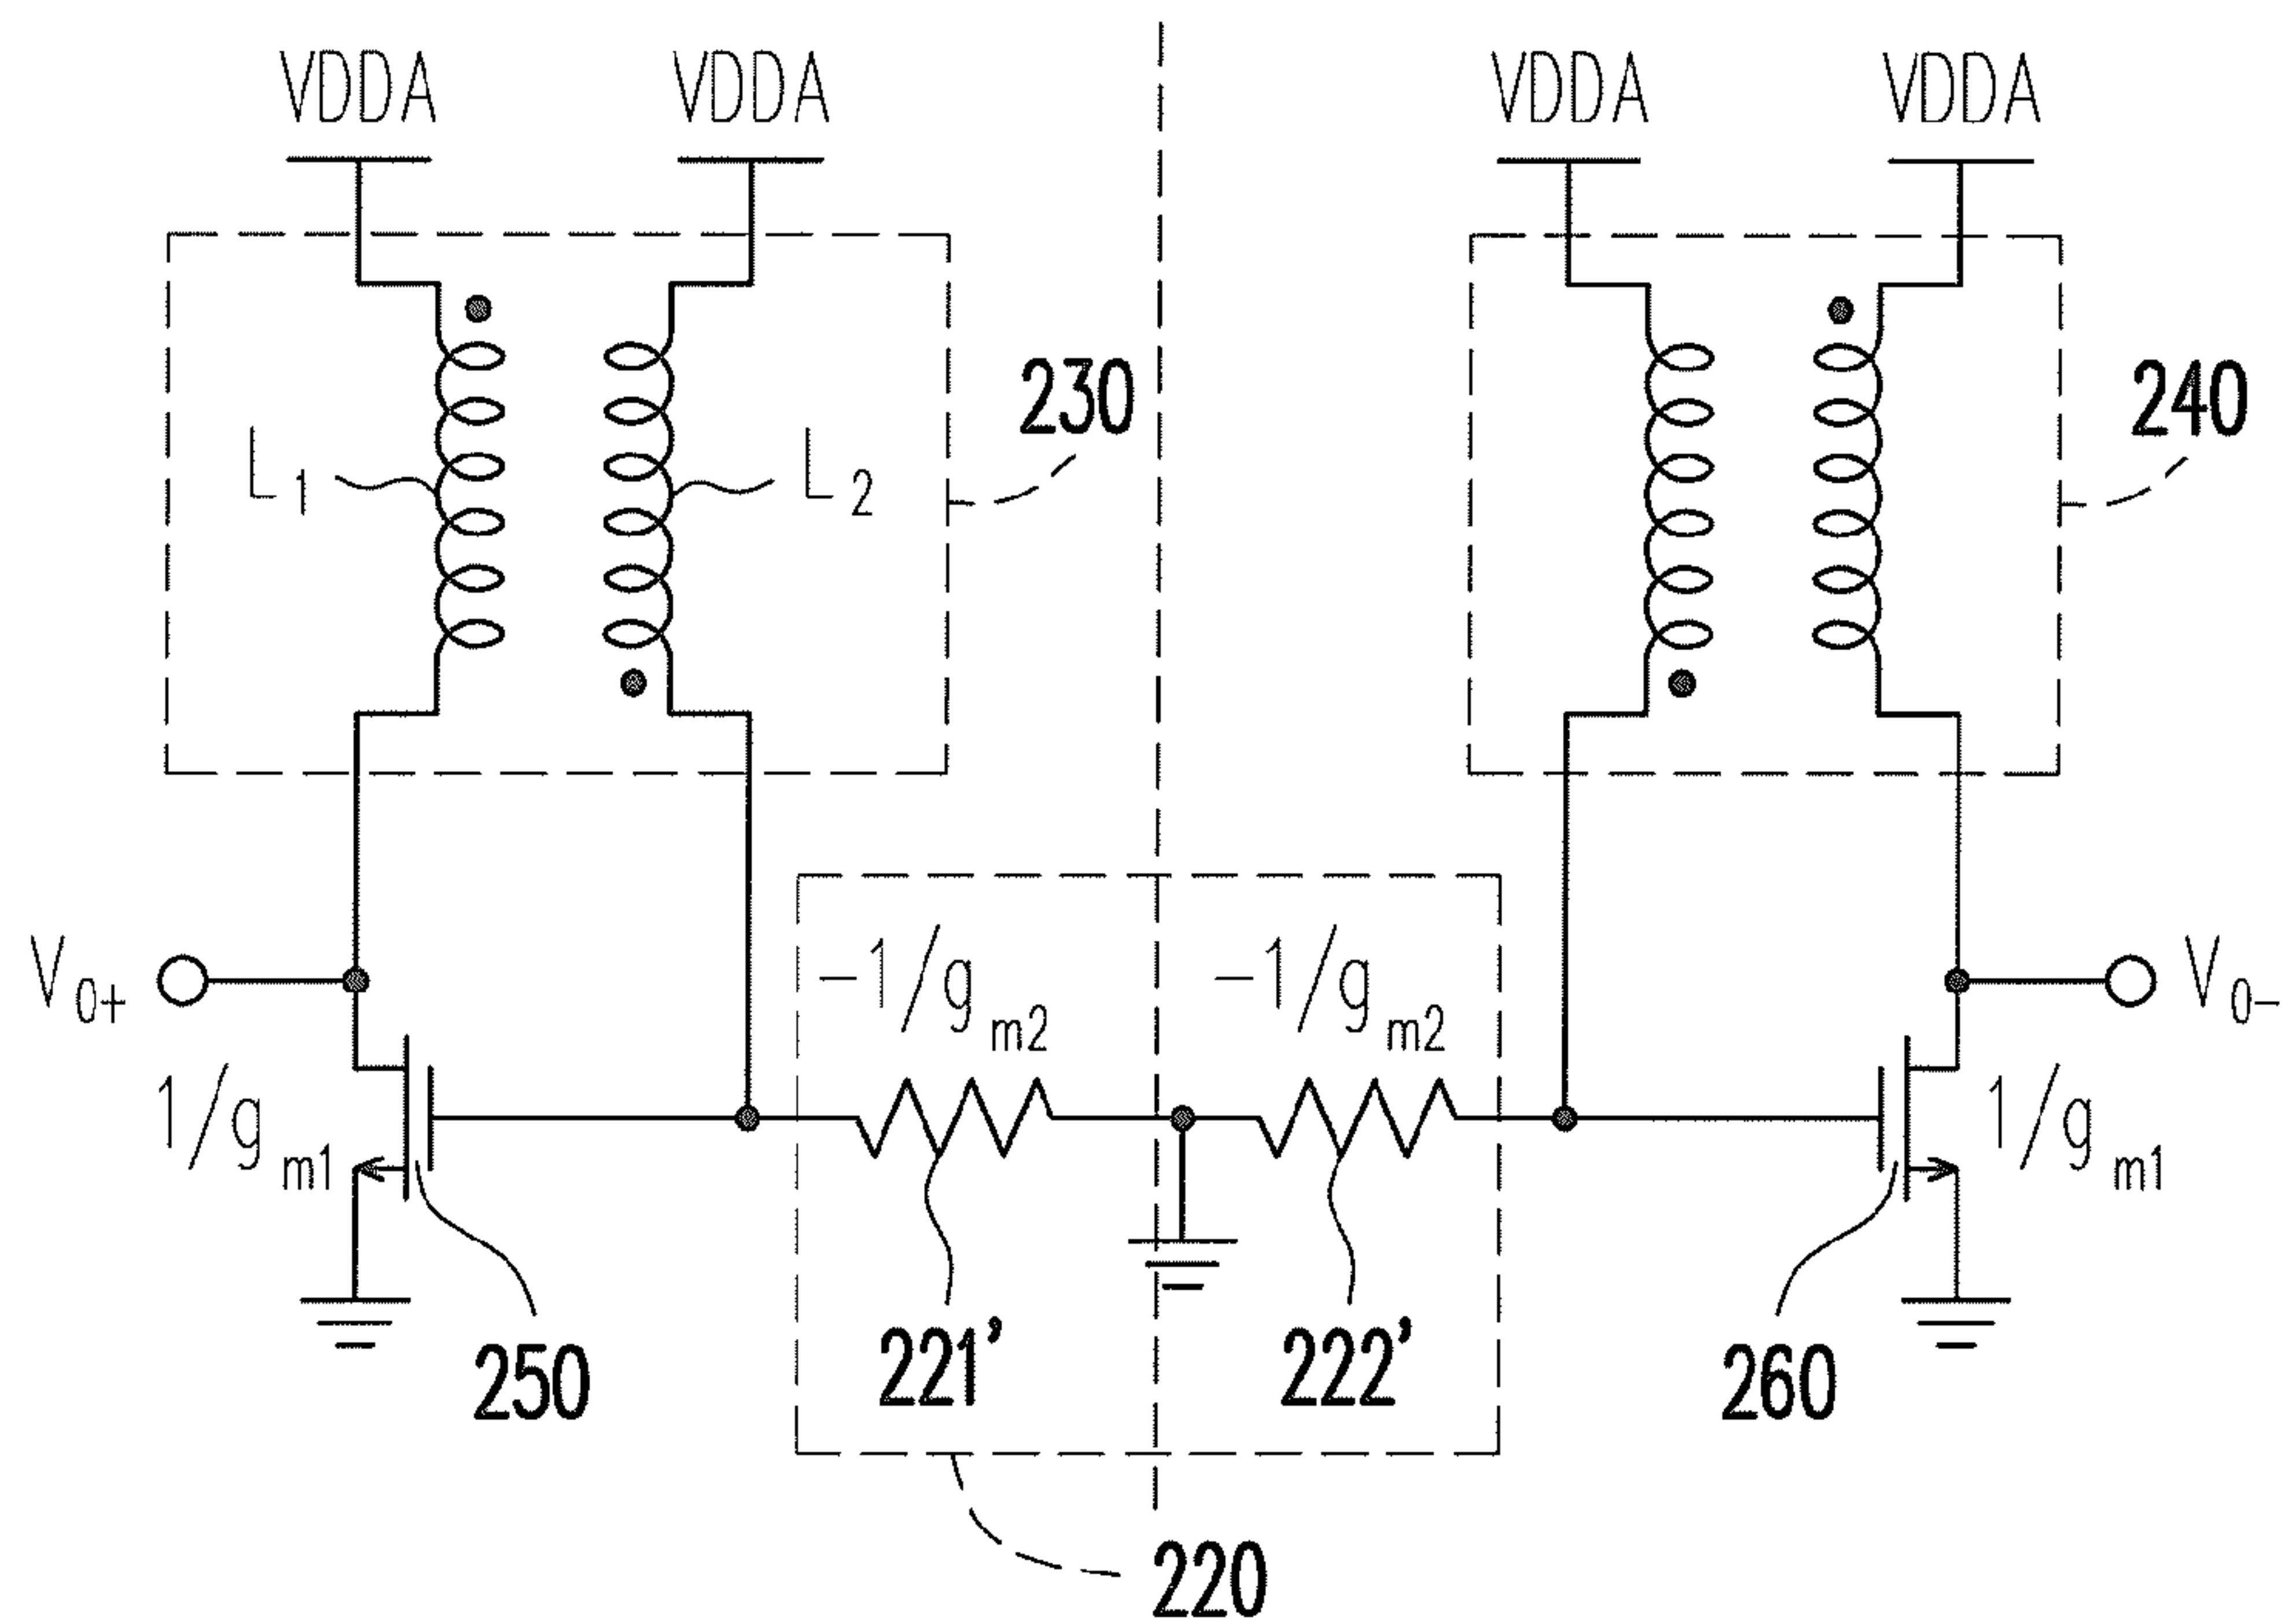 VDDA VDDA VDDA VDDA
230
240
L1 L2
-1/gm2 -1/gm2
V0+ V0-
1/gm1 1/gm1
250 221' 222' 260
220